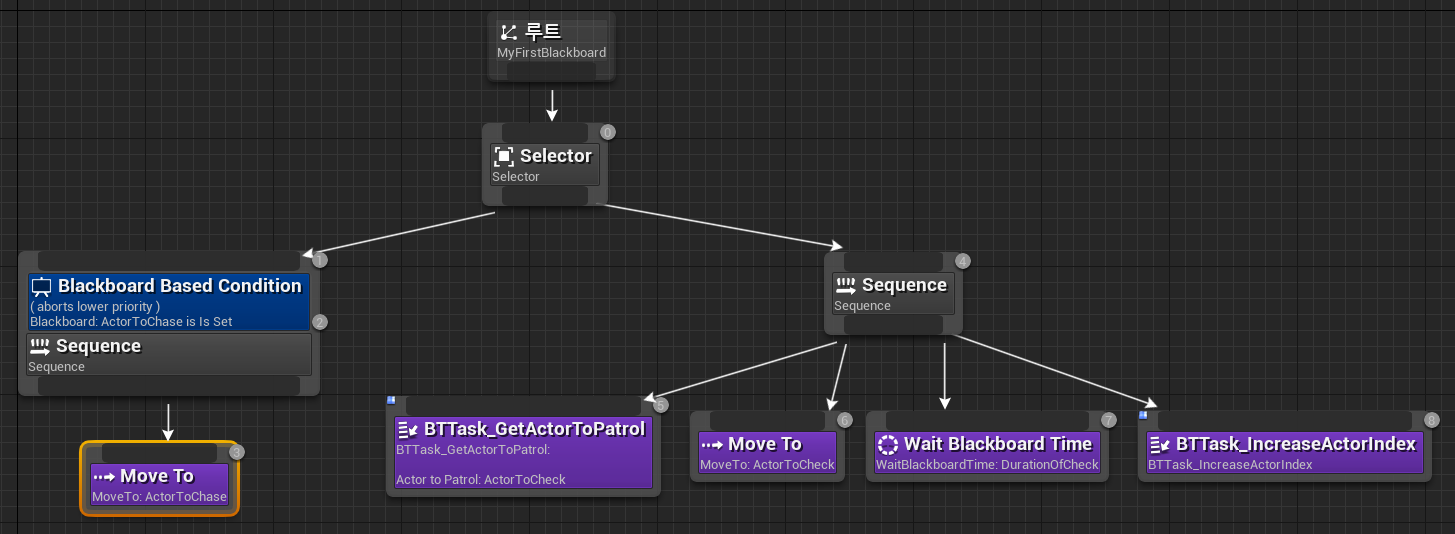 루트
MyFirstBlackboard
0
Selector
Selector
1
Blackboard Based Condition
( aborts lower priority )
Blackboard: ActorToChase is Is Set
2
Sequence
Sequence
4
Sequence
Sequence
3
Move To
MoveTo: ActorToChase
5
BTTask_GetActorToPatrol
BTTask_GetActorToPatrol:
Actor to Patrol: ActorToCheck
6
Move To
MoveTo: ActorToCheck
7
Wait Blackboard Time
WaitBlackboardTime: DurationOfCheck
8
BTTask_IncreaseActorIndex
BTTask_IncreaseActorIndex